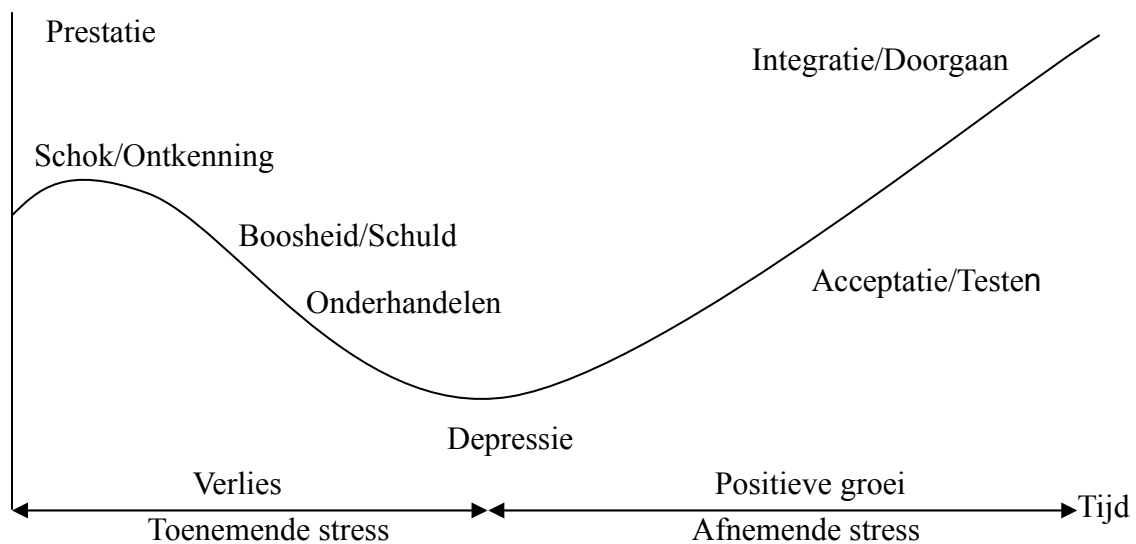 Prestatie
Integratie/Doorgaan
Schok/Ontkenning
Boosheid/Schuld
Acceptatie/Testen
Onderhandelen
Depressie
Verlies
Positieve groei
Tijd
Toenemende stress
Afnemende stress